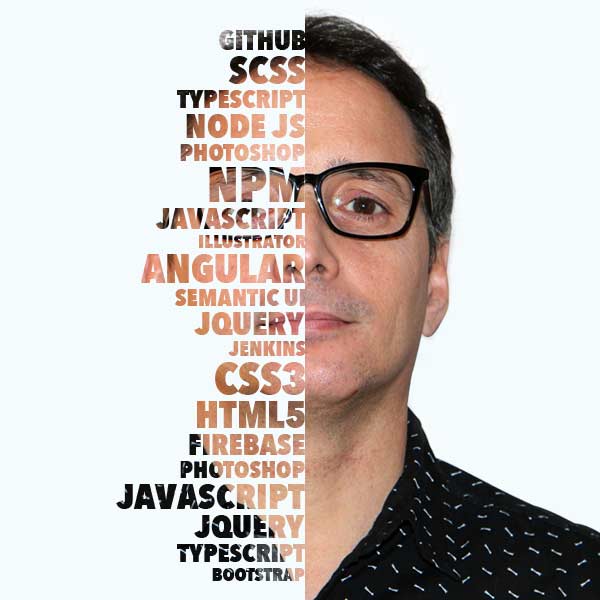 GITHUB
SCSS
TYPESCRIPT
NODE JS
PHOTOSHOP
NPM
JAVASCRIPT
ILLUSTRATOR
ANGULAR
SEMANTIC UI
JQUERY
JENKINS
CSS3
HTML5
FIREBASE
PHOTOSHOP
JAVASCRIPT
JQUERY
TYPESCRIPT
BOOTSTRAP